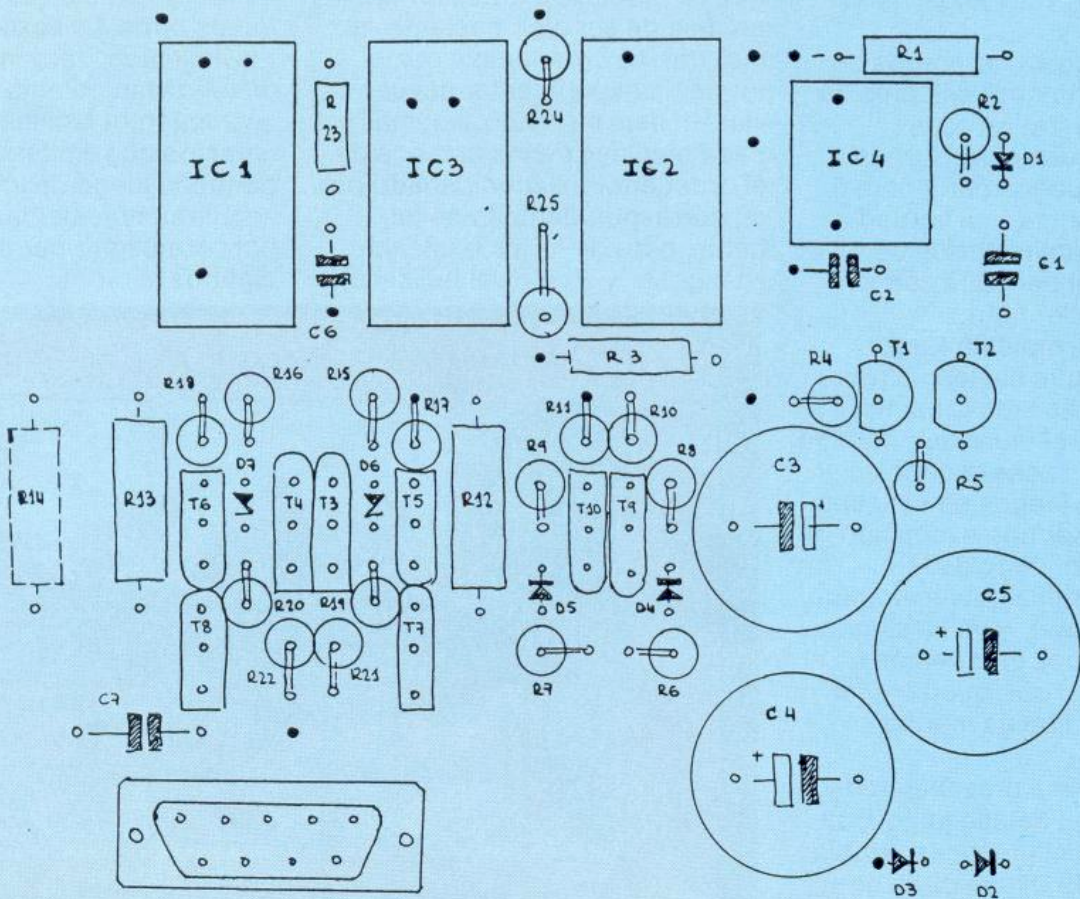 R1
R 23
R24
R2
IC1
IC3
IC2
IC4
D1
R25
C1
C2
C6
R3
R4
T1
T2
R18
R16
R15
R17
R11
R10
R9
R8
C3
R5
D7
D6
R14
R13
T6
T4
T3
T5
R12
T10
T9
+
C5
R20
R19
D5
D4
T8
T7
+
R22
R21
R7
R6
C7
C4
+
D3
D2